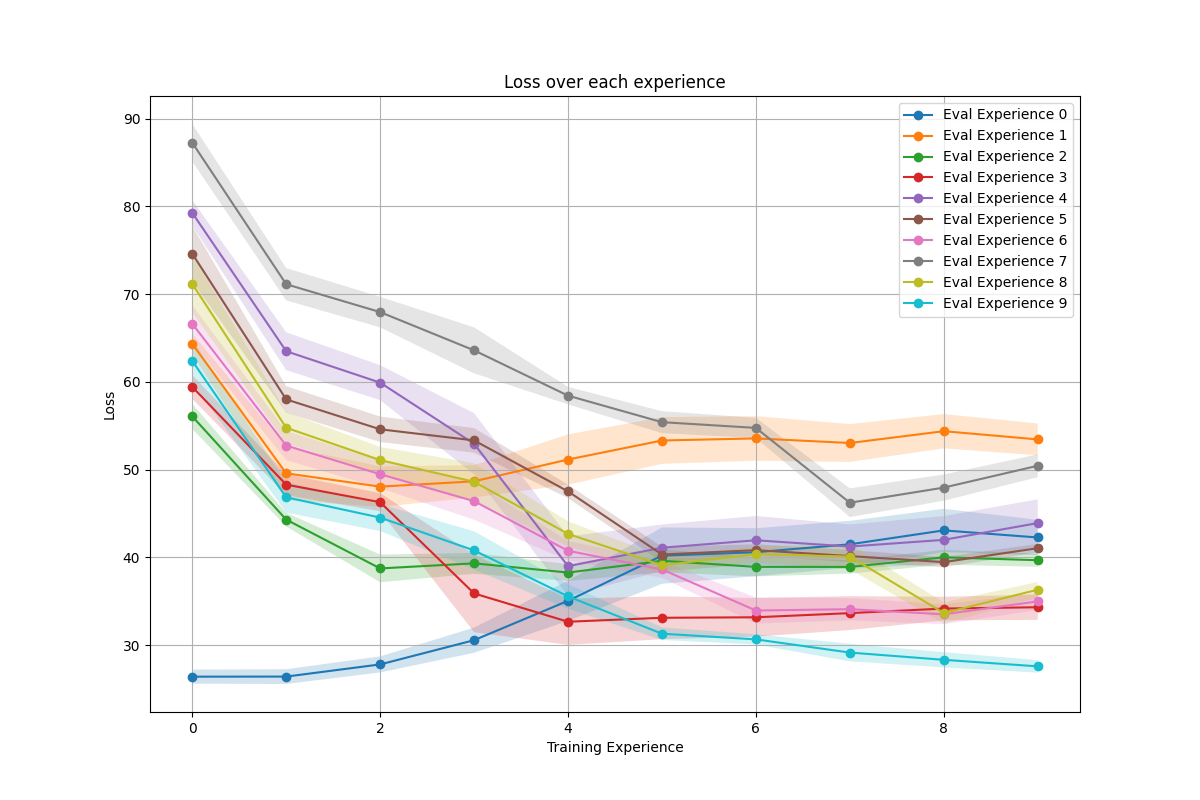 Loss over each experience
90
80
70
60
50
40
30
Loss
0
2
4
6
8
Training Experience
Eval Experience 0
Eval Experience 1
Eval Experience 2
Eval Experience 3
Eval Experience 4
Eval Experience 5
Eval Experience 6
Eval Experience 7
Eval Experience 8
Eval Experience 9